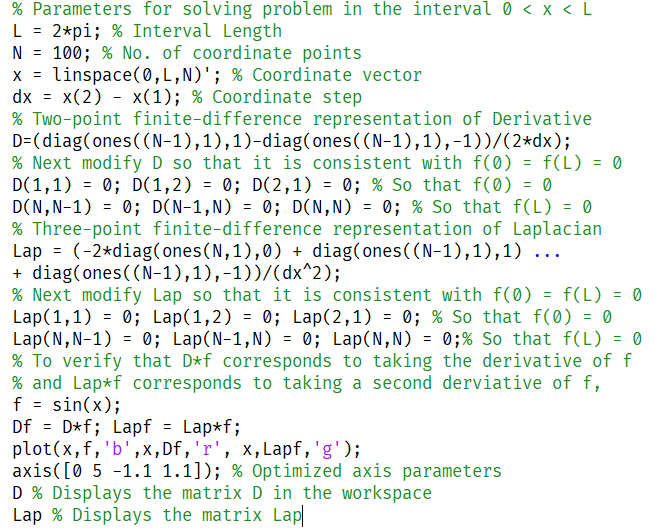 % Parameters for solving problem in the interval 0 < x < L
L = 2*pi; % Interval Length
N = 100; % No. of coordinate points
x = linspace(0,L,N)'; % Coordinate vector
dx = x(2) - x(1); % Coordinate step
% Two-point finite-difference representation of Derivative
D=(diag(ones((N-1),1),1)-diag(ones((N-1),1),-1))/(2*dx);
% Next modify D so that it is consistent with f(0) = f(L) = 0
D(1,1) = 0; D(1,2) = 0; D(2,1) = 0; % So that f(0) = 0
D(N,N-1) = 0; D(N-1,N) = 0; D(N,N) = 0; % So that f(L) = 0
% Three-point finite-difference representation of Laplacian
Lap = (-2*diag(ones(N,1),0) + diag(ones((N-1),1),1) ...
+ diag(ones((N-1),1),-1))/(dx^2);
% Next modify Lap so that it is consistent with f(0) = f(L) = 0
Lap(1,1) = 0; Lap(1,2) = 0; Lap(2,1) = 0; % So that f(0) = 0
Lap(N,N-1) = 0; Lap(N-1,N) = 0; Lap(N,N) = 0;% So that f(L) = 0
% To verify that D*f corresponds to taking the derivative of f
% and Lap*f corresponds to taking a second derviative of f,
f = sin(x);
Df = D*f; Lapf = Lap*f;
plot(x,f,'b',x,Df,'r', x,Lapf,'g');
axis([0 5 -1.1 1.1]); % Optimized axis parameters
D % Displays the matrix D in the workspace
Lap % Displays the matrix Lap